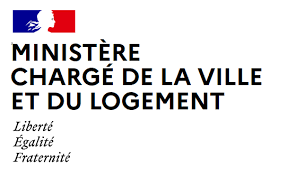 MINISTÈRE
CHARGÉ DE LA VILLE
ET DU LOGEMENT
Liberté
Égalité
Fraternité